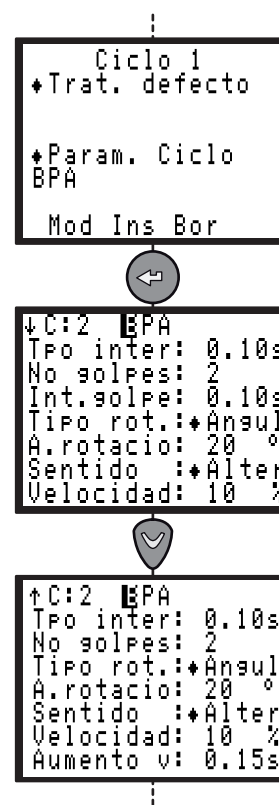 Ciclo 1
♦Trat. defecto
♦Param. Ciclo
BPA
Mod Ins Bor
↓C:2 BPA
Tpo inter: 0.10s
No golpes: 2
Int.golpe: 0.10s
Tipo rot.:♦Angul
A.rotacio: 20 °
Sentido :♦Alter
Velocidad: 10 %
↑C:2 BPA
Tpo inter: 0.10s
No golpes: 2
Tipo rot.:♦Angul
A.rotacio: 20 °
Sentido :♦Alter
Velocidad: 10 %
Aumento v: 0.15s